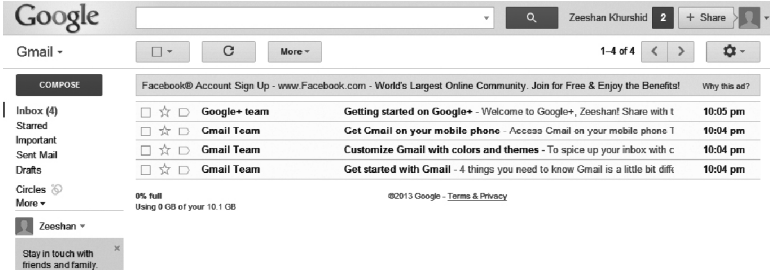 Google
Zeeshan Khurshid 2 + Share
Gmail
C More
1–4 of 4
COMPOSE
Facebook® Account Sign Up - www.Facebook.com - World's Largest Online Community. Join for Free & Enjoy the Benefits! Why this ad?
Inbox (4)
Starred
Important
Sent Mail
Drafts
Circles
More
Google+ team Getting started on Google+ - Welcome to Google+, Zeeshan! Share with t 10:05 pm
Gmail Team Get Gmail on your mobile phone - Access Gmail on your mobile phone T 10:04 pm
Gmail Team Customize Gmail with colors and themes - To spice up your inbox with c 10:04 pm
Gmail Team Get started with Gmail - 4 things you need to know Gmail is a little bit diffe 10:04 pm
0% full
Using 0 GB of your 10.1 GB
©2013 Google - Terms & Privacy
Zeeshan
Stay in touch with
friends and family.